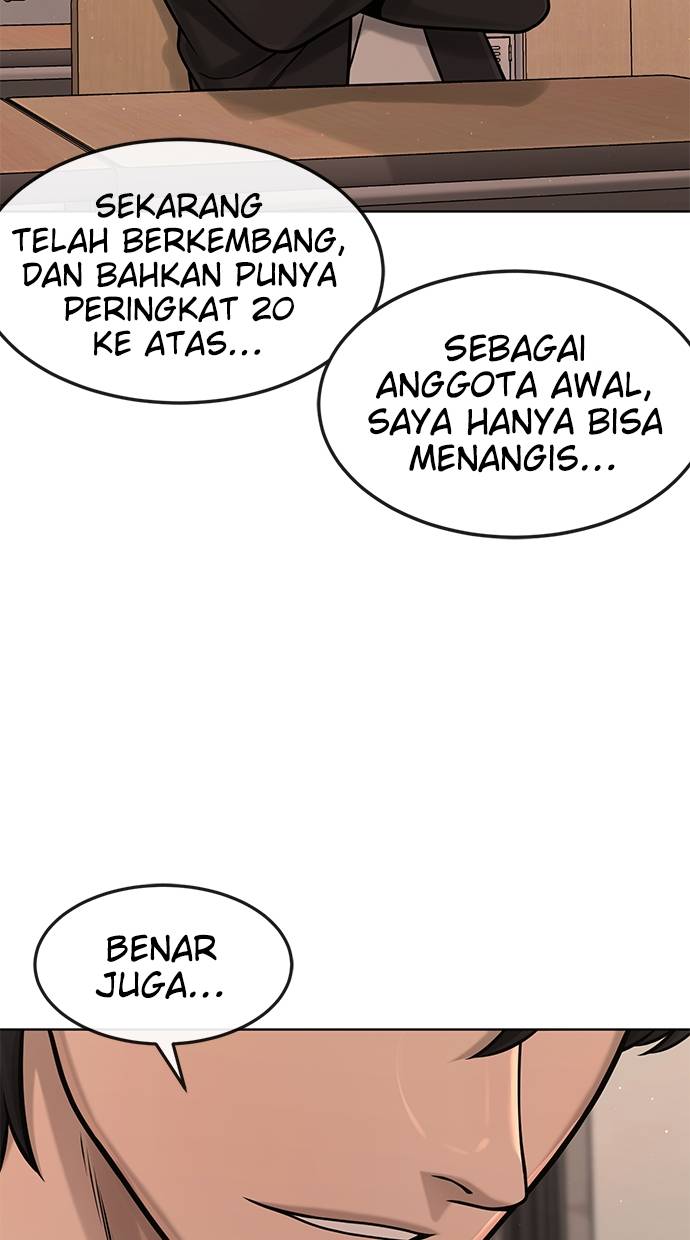 SEKARANG
TELAH BERKEMBANG,
DAN BAHKAN PUNYA
PERINGKAT 20
KE ATAS...
SEBAGAI
ANGGOTA AWAL,
SAYA HANYA BISA
MENANGIS...
BENAR
JUGA...